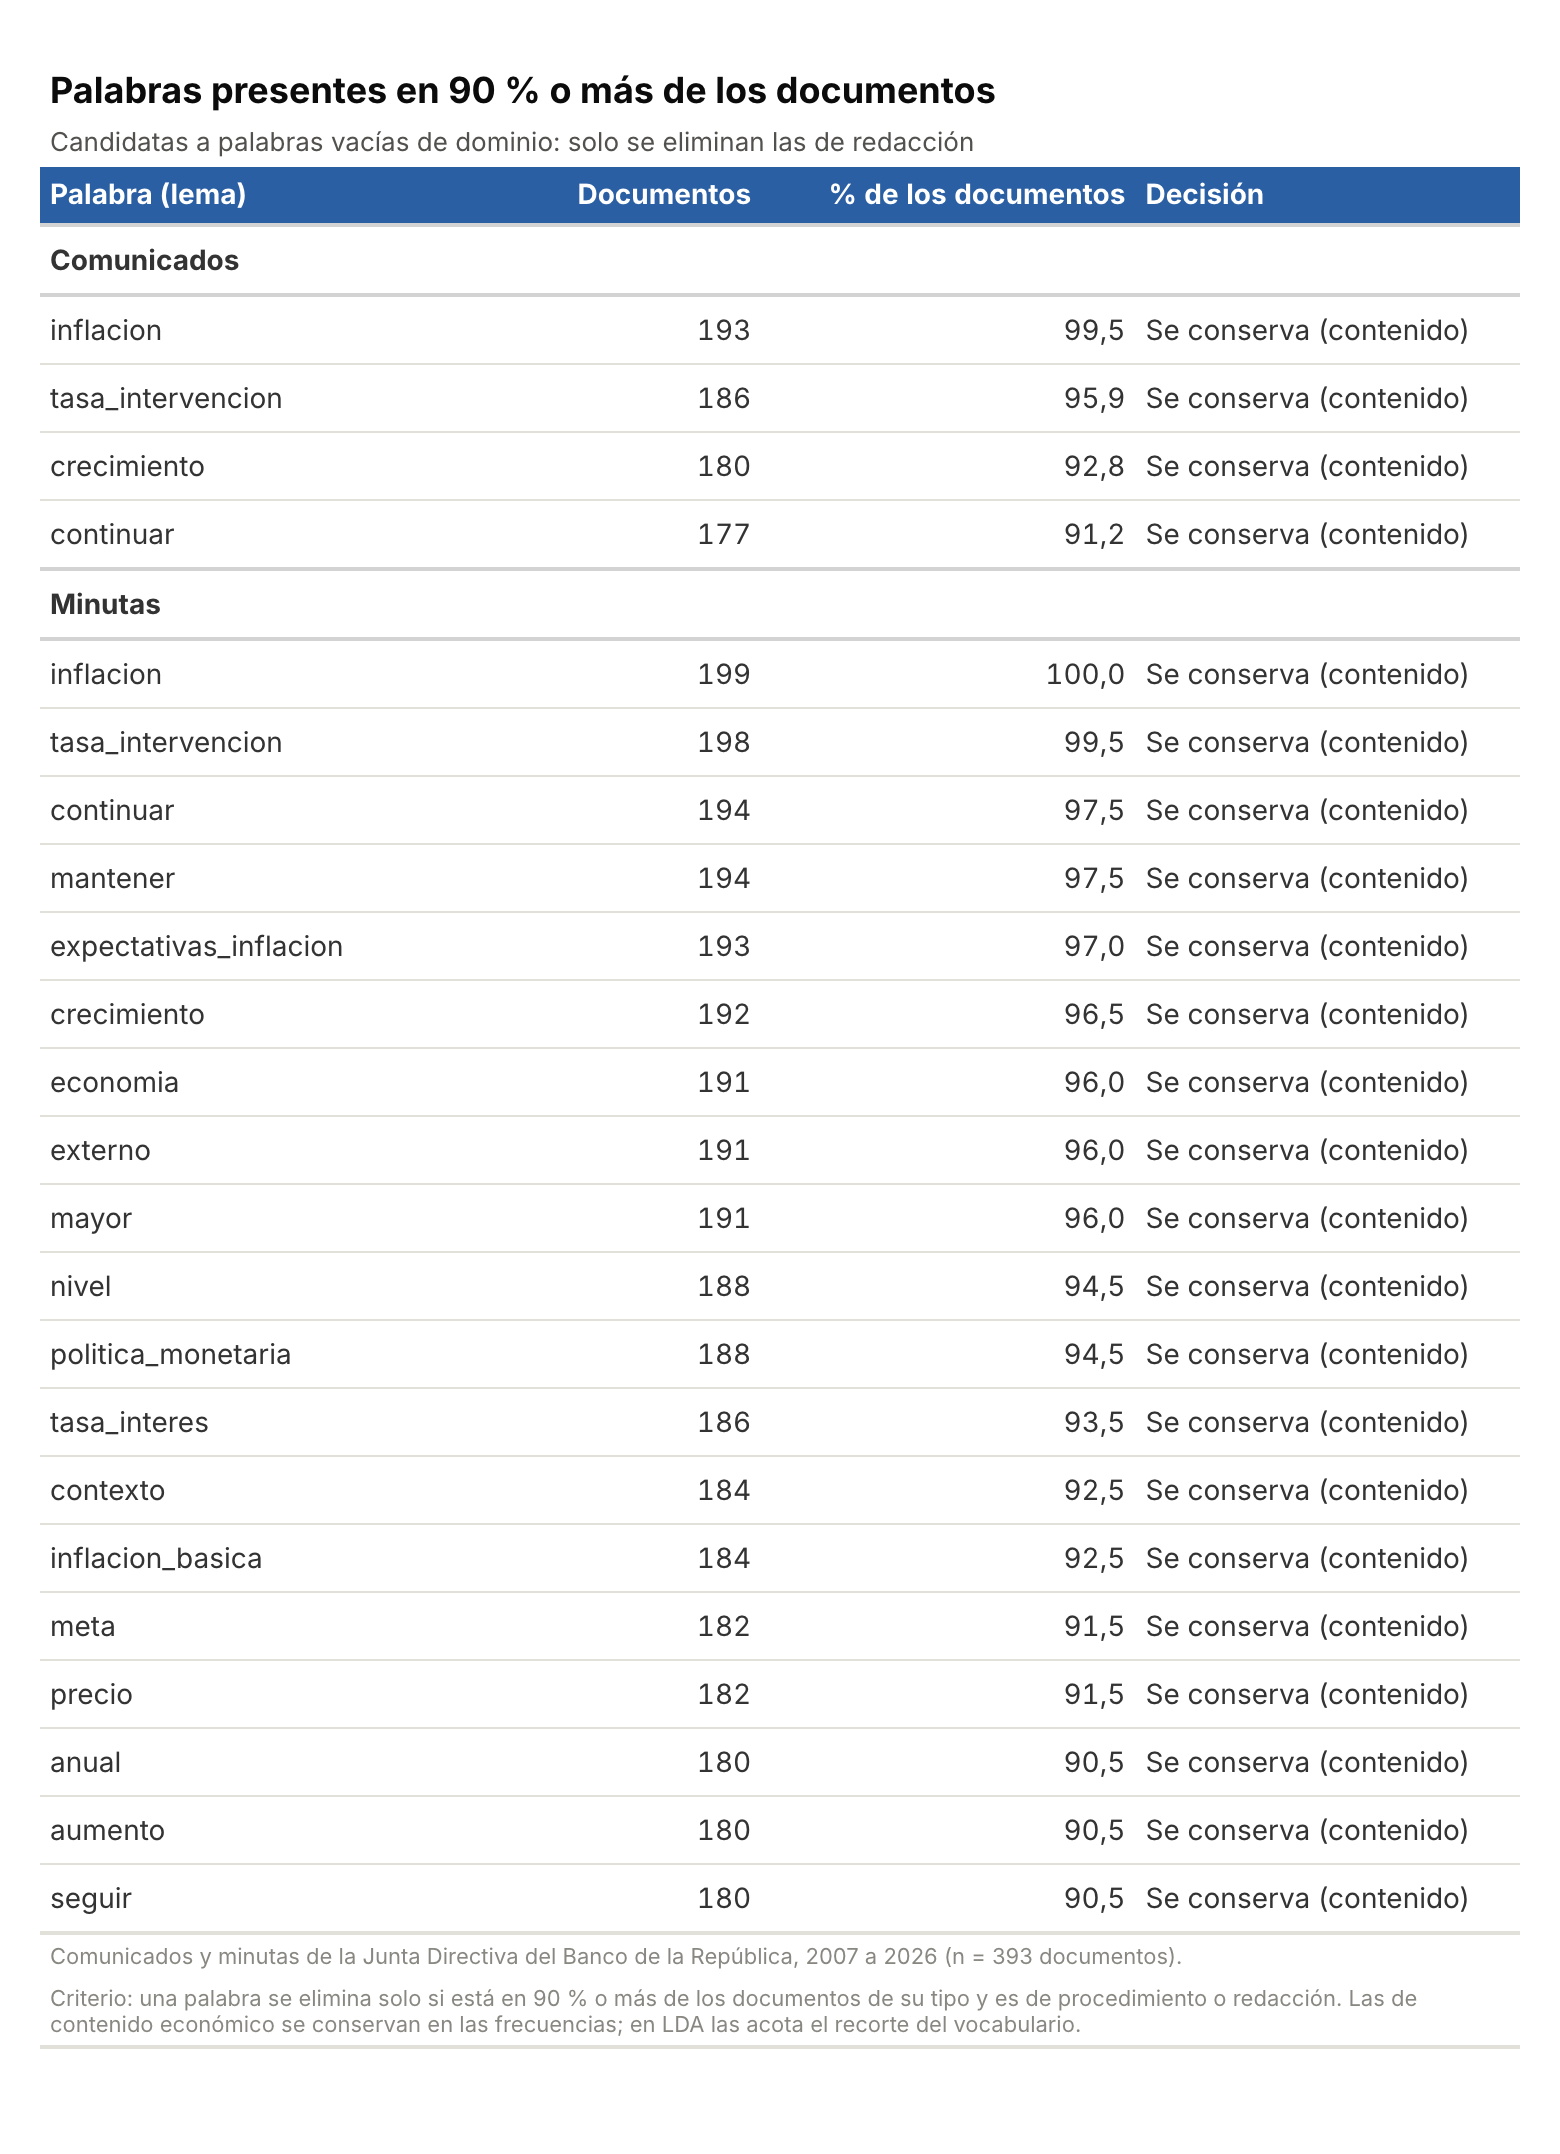 Palabras presentes en 90 % o más de los documentos
Candidatas a palabras vacías de dominio: solo se eliminan las de redacción
Palabra (lema) Documentos % de los documentos Decisión
Comunicados
inflacion 193 99,5 Se conserva (contenido)
tasa_intervencion 186 95,9 Se conserva (contenido)
crecimiento 180 92,8 Se conserva (contenido)
continuar 177 91,2 Se conserva (contenido)
Minutas
inflacion 199 100,0 Se conserva (contenido)
tasa_intervencion 198 99,5 Se conserva (contenido)
continuar 194 97,5 Se conserva (contenido)
mantener 194 97,5 Se conserva (contenido)
expectativas_inflacion 193 97,0 Se conserva (contenido)
crecimiento 192 96,5 Se conserva (contenido)
economia 191 96,0 Se conserva (contenido)
externo 191 96,0 Se conserva (contenido)
mayor 191 96,0 Se conserva (contenido)
nivel 188 94,5 Se conserva (contenido)
politica_monetaria 188 94,5 Se conserva (contenido)
tasa_interes 186 93,5 Se conserva (contenido)
contexto 184 92,5 Se conserva (contenido)
inflacion_basica 184 92,5 Se conserva (contenido)
meta 182 91,5 Se conserva (contenido)
precio 182 91,5 Se conserva (contenido)
anual 180 90,5 Se conserva (contenido)
aumento 180 90,5 Se conserva (contenido)
seguir 180 90,5 Se conserva (contenido)
Comunicados y minutas de la Junta Directiva del Banco de la República, 2007 a 2026 (n = 393 documentos).
Criterio: una palabra se elimina solo si está en 90 % o más de los documentos de su tipo y es de procedimiento o redacción. Las de
contenido económico se conservan en las frecuencias; en LDA las acota el recorte del vocabulario.